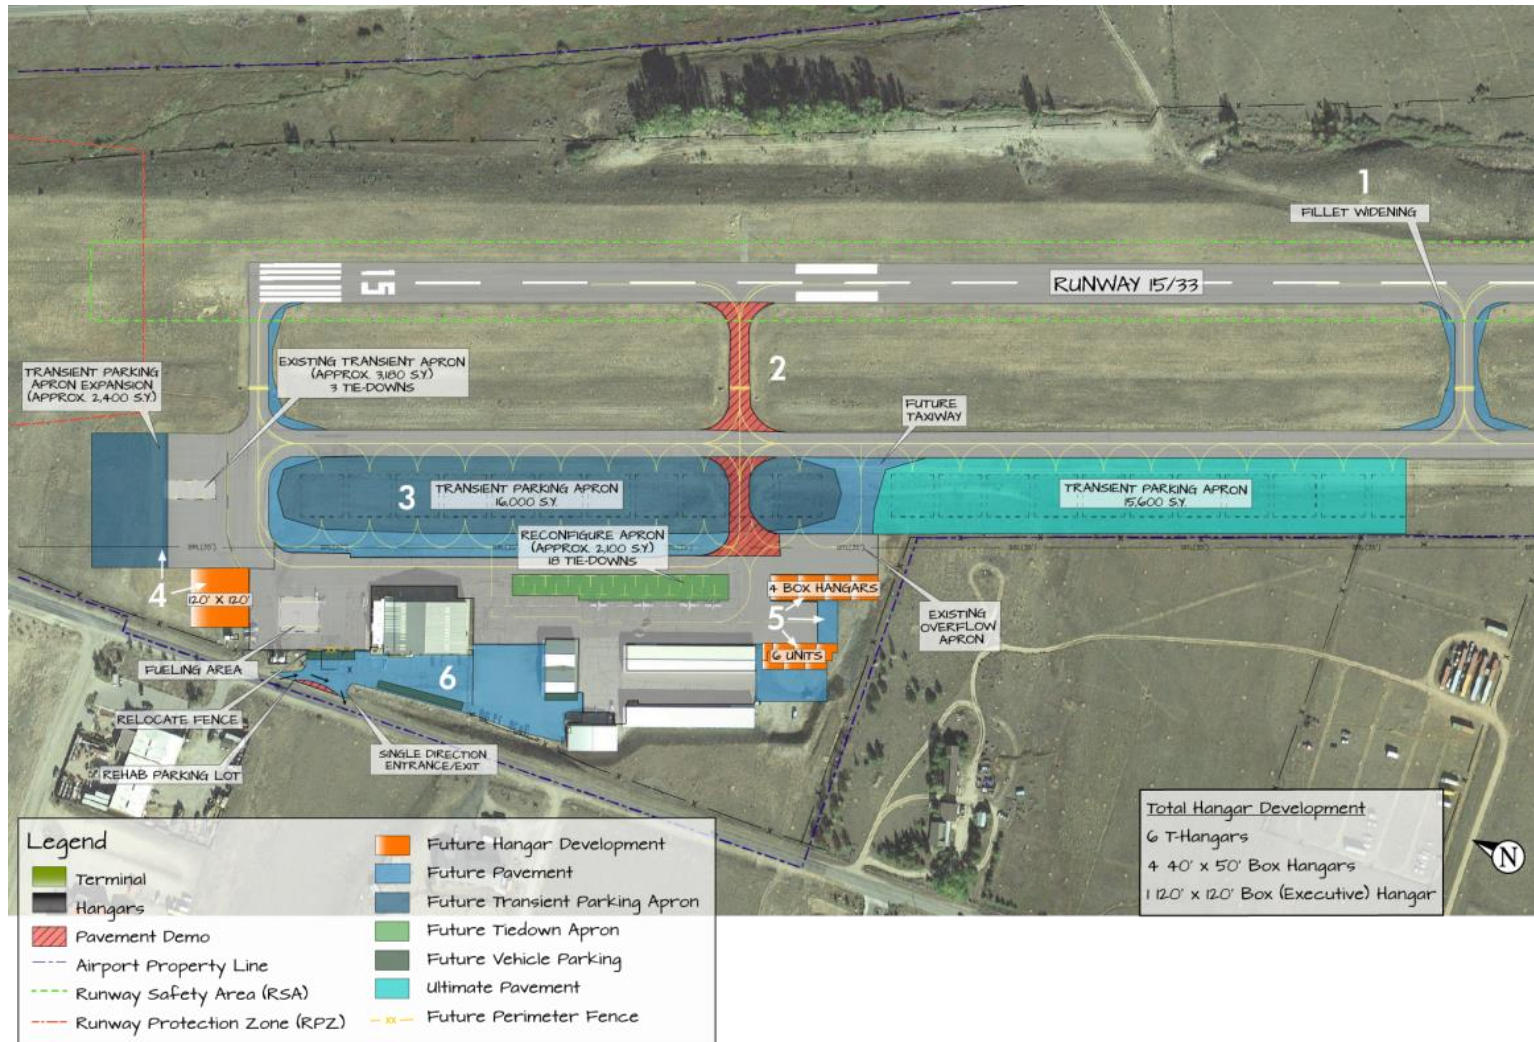 1
FILLET WIDENING
15
RUNWAY 15/33
2
TRANSIENT PARKING
APRON EXPANSION
(APPROX. 2,400 S.Y.)
EXISTING TRANSIENT APRON
(APPROX. 3,180 S.Y.)
3 TIE-DOWNS
FUTURE
TAXIWAY
3
TRANSIENT PARKING APRON
16,000 S.Y.
TRANSIENT PARKING APRON
15,600 S.Y.
RECONFIGURE APRON
(APPROX. 2,100 S.Y.)
18 TIE-DOWNS
4
120' X 120'
4 BOX HANGARS
5
6 UNITS
EXISTING
OVERFLOW
APRON
FUELING AREA
6
RELOCATE FENCE
SINGLE DIRECTION
ENTRANCE/EXIT
REHAB PARKING LOT
Legend
Terminal
Hangars
Pavement Demo
Airport Property Line
Runway Safety Area (RSA)
Runway Protection Zone (RPZ)
Future Hangar Development
Future Pavement
Future Transient Parking Apron
Future Tiedown Apron
Future Vehicle Parking
Ultimate Pavement
Future Perimeter Fence
Total Hangar Development
6 T-Hangars
4 40' x 50' Box Hangars
1 120' x 120' Box (Executive) Hangar
N